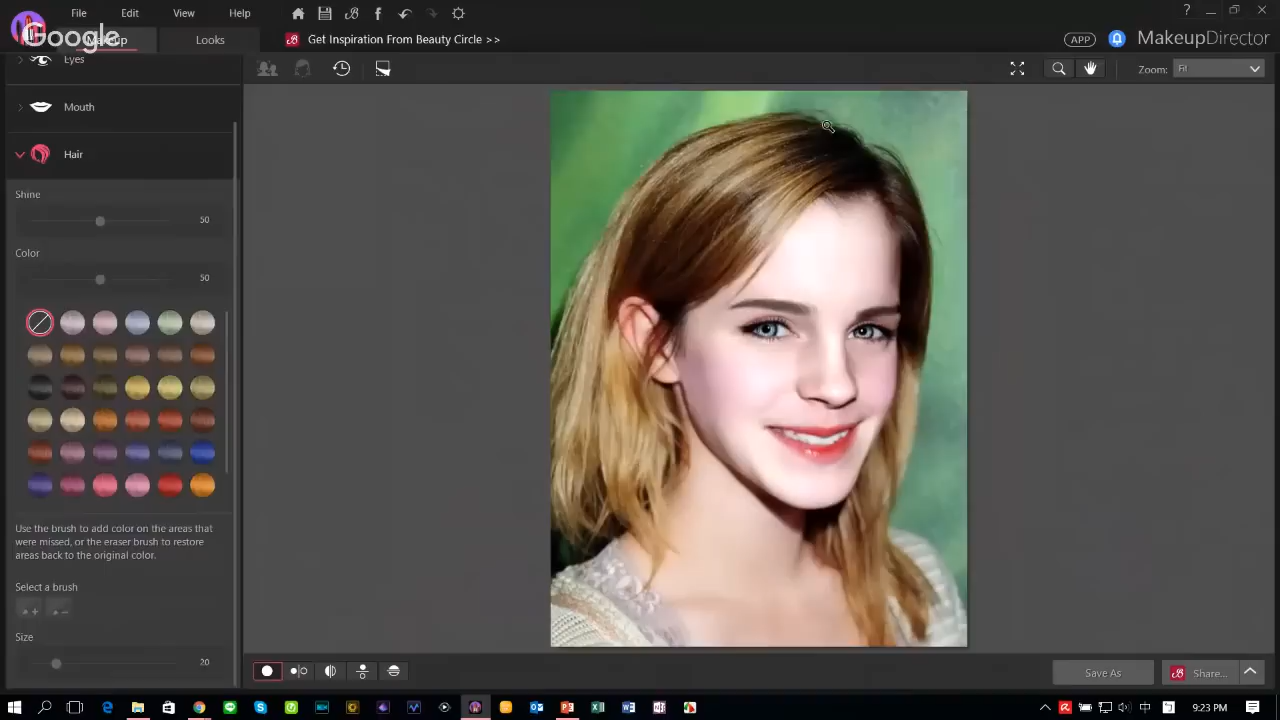 File Edit View Help
?
Google
Makeup Looks
Get Inspiration From Beauty Circle >>
APP
MakeupDirector
Zoom: Fit
Eyes
Mouth
Hair
Shine
50
Color
50
Use the brush to add color on the areas that
were missed, or the eraser brush to restore
areas back to the original color.
Select a brush
Size
20
Save As
Share...
9:23 PM